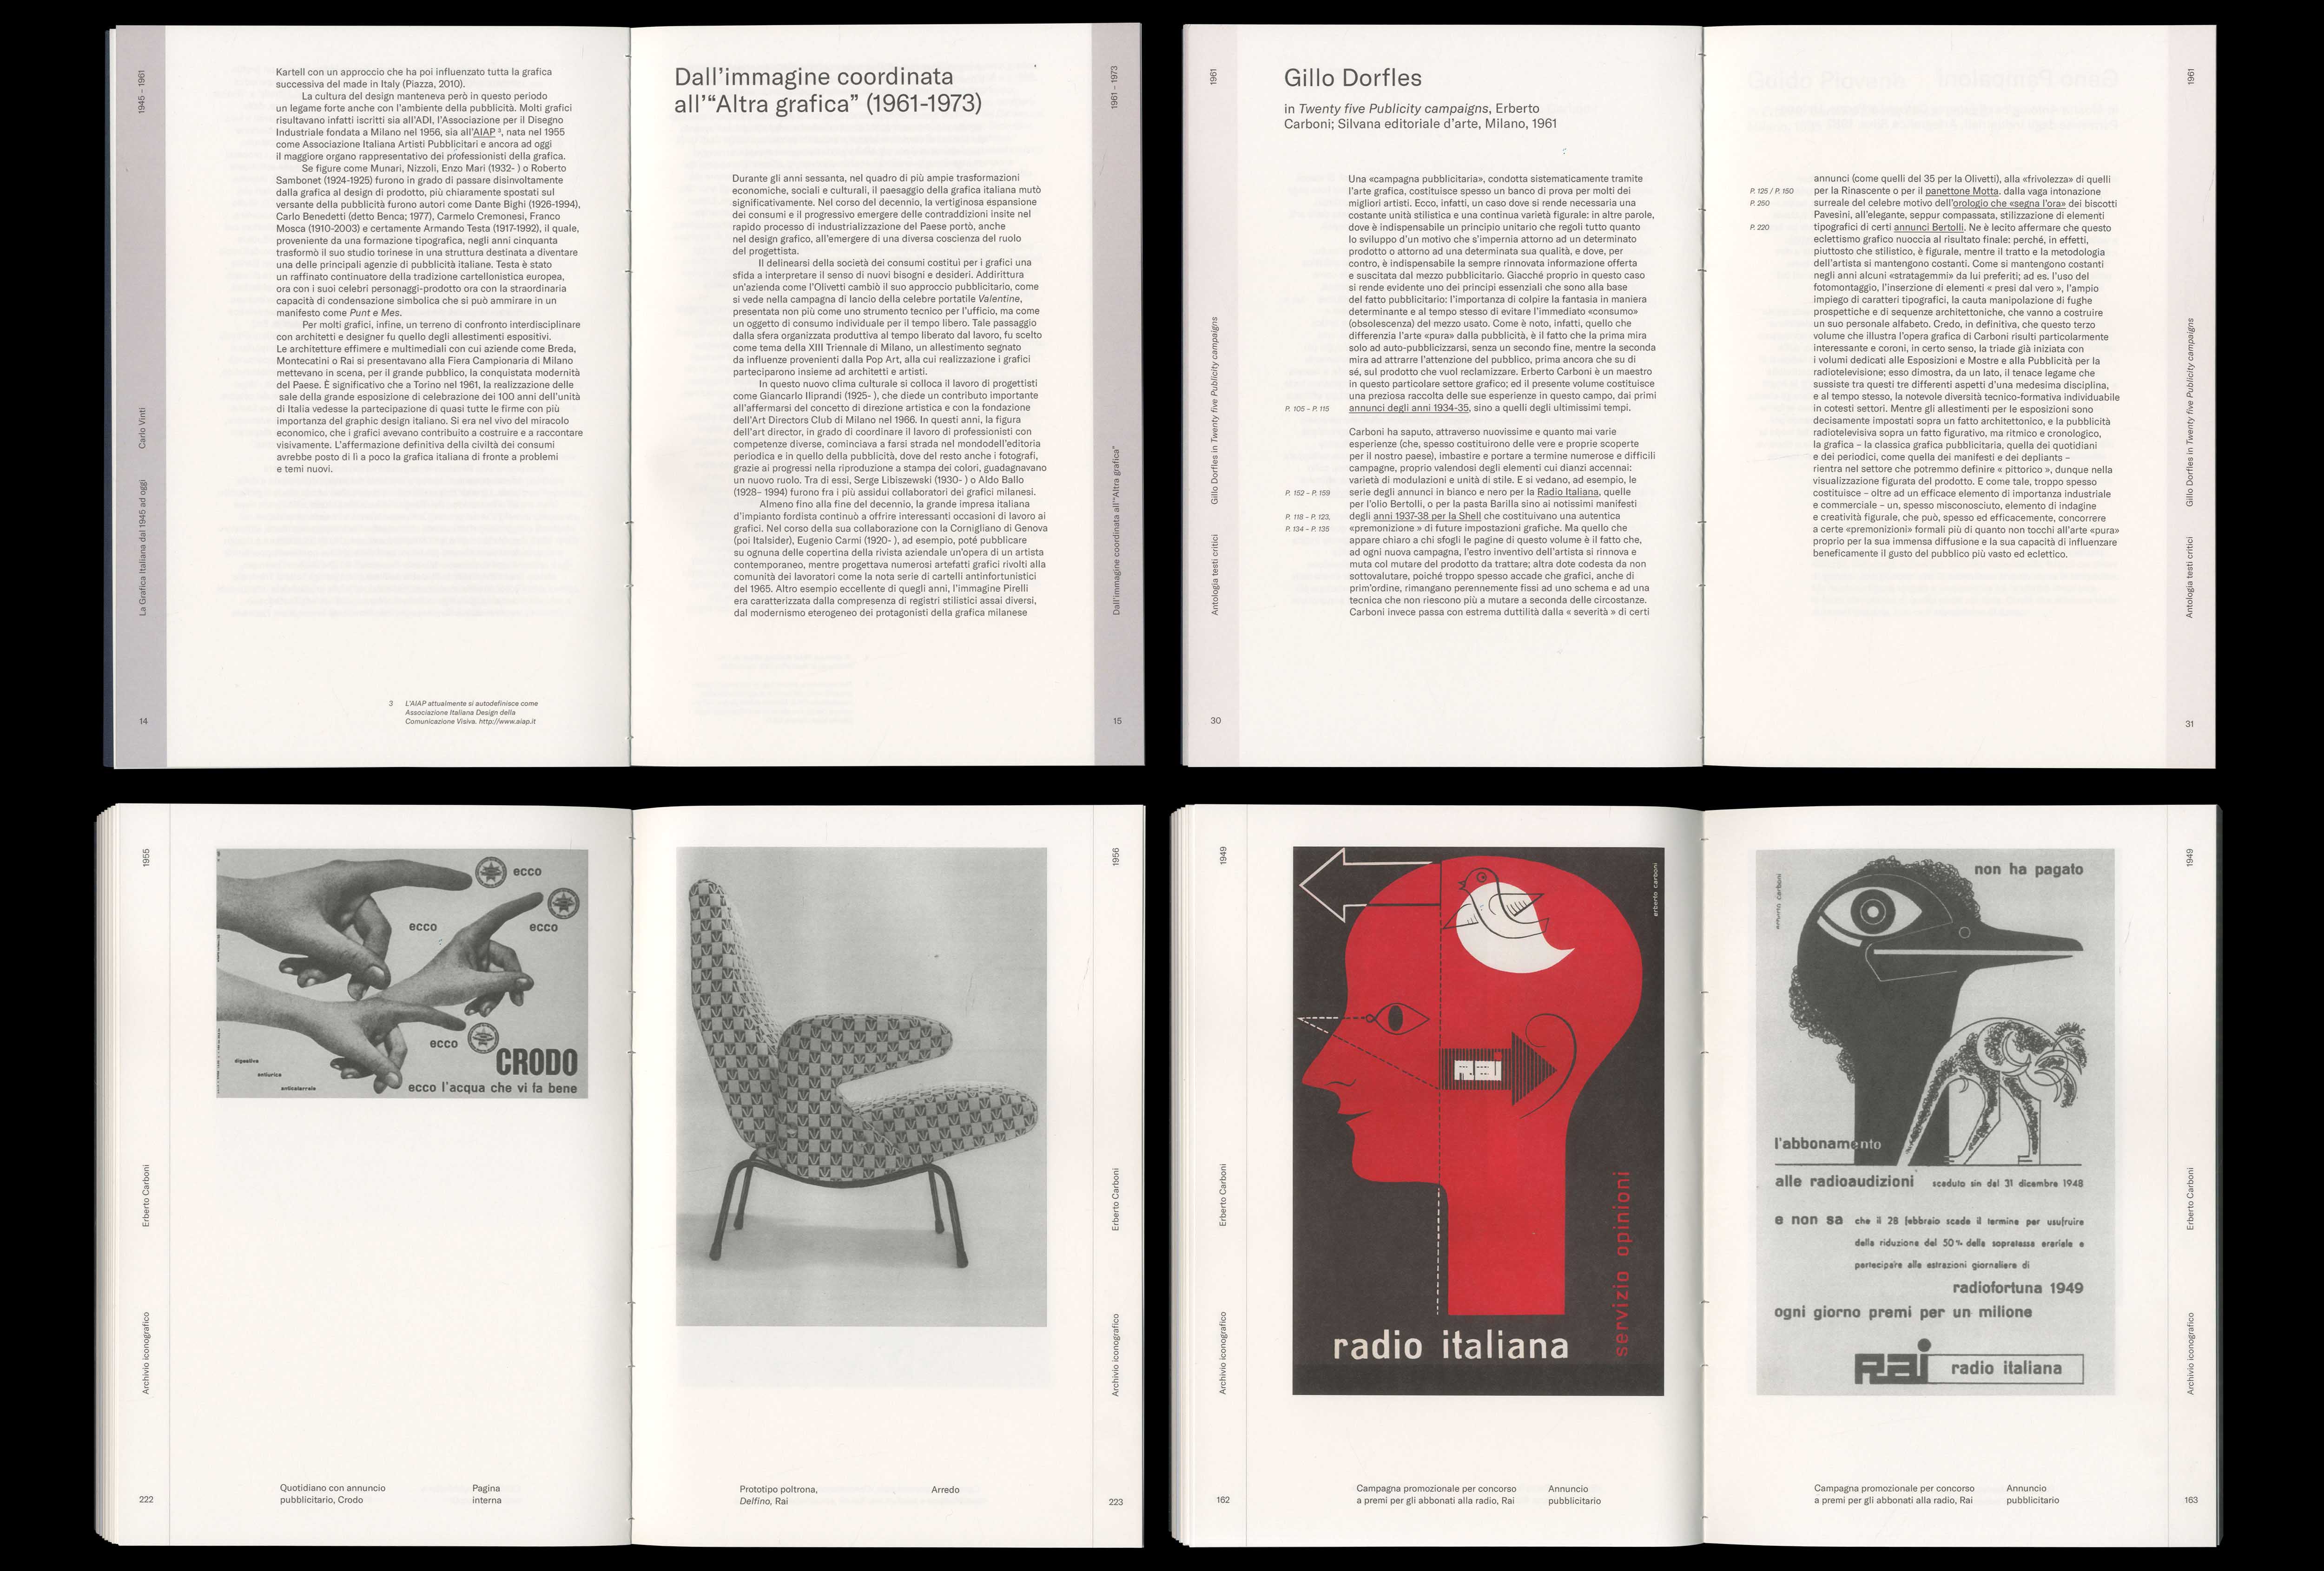 1945 – 1961
Carlo Vinti
La Grafica Italiana dal 1945 ad oggi
14
Kartell con un approccio che ha poi influenzato tutta la grafica
successiva del made in Italy (Piazza, 2010).
La cultura del design manteneva però in questo periodo
un legame forte anche con l'ambiente della pubblicità. Molti grafici
risultavano infatti iscritti sia all'ADI, l'Associazione per il Disegno
Industriale fondata a Milano nel 1956, sia all'AIAP ³, nata nel 1955
come Associazione Italiana Artisti Pubblicitari e ancora ad oggi
il maggiore organo rappresentativo dei professionisti della grafica.
Se figure come Munari, Nizzoli, Enzo Mari (1932- ) o Roberto
Sambonet (1924-1925) furono in grado di passare disinvoltamente
dalla grafica al design di prodotto, più chiaramente spostati sul
versante della pubblicità furono autori come Dante Bighi (1926-1994),
Carlo Benedetti (detto Benca; 1977), Carmelo Cremonesi, Franco
Mosca (1910-2003) e certamente Armando Testa (1917-1992), il quale,
proveniente da una formazione tipografica, negli anni cinquanta
trasformò il suo studio torinese in una struttura destinata a diventare
una delle principali agenzie di pubblicità italiane. Testa è stato
un raffinato continuatore della tradizione cartellonistica europea,
ora con i suoi celebri personaggi-prodotto ora con la straordinaria
capacità di condensazione simbolica che si può ammirare in un
manifesto come Punt e Mes.
Per molti grafici, infine, un terreno di confronto interdisciplinare
con architetti e designer fu quello degli allestimenti espositivi.
Le architetture effimere e multimediali con cui aziende come Breda,
Montecatini o Rai si presentavano alla Fiera Campionaria di Milano
mettevano in scena, per il grande pubblico, la conquistata modernità
del Paese. È significativo che a Torino nel 1961, la realizzazione delle
sale della grande esposizione di celebrazione dei 100 anni dell'unità
di Italia vedesse la partecipazione di quasi tutte le firme con più
importanza del graphic design italiano. Si era nel vivo del miracolo
economico, che i grafici avevano contribuito a costruire e a raccontare
visivamente. L'affermazione definitiva della civiltà dei consumi
avrebbe posto di lì a poco la grafica italiana di fronte a problemi
e temi nuovi.
3 L'AIAP attualmente si autodefinisce come
Associazione Italiana Design della
Comunicazione Visiva. http://www.aiap.it
Dall'immagine coordinata
all'“Altra grafica” (1961-1973)
Durante gli anni sessanta, nel quadro di più ampie trasformazioni
economiche, sociali e culturali, il paesaggio della grafica italiana mutò
significativamente. Nel corso del decennio, la vertiginosa espansione
dei consumi e il progressivo emergere delle contraddizioni insite nel
rapido processo di industrializzazione del Paese portò, anche
nel design grafico, all'emergere di una diversa coscienza del ruolo
del progettista.
Il delinearsi della società dei consumi costituì per i grafici una
sfida a interpretare il senso di nuovi bisogni e desideri. Addirittura
un'azienda come l'Olivetti cambiò il suo approccio pubblicitario, come
si vede nella campagna di lancio della celebre portatile Valentine,
presentata non più come uno strumento tecnico per l'ufficio, ma come
un oggetto di consumo individuale per il tempo libero. Tale passaggio
dalla sfera organizzata produttiva al tempo liberato dal lavoro, fu scelto
come tema della XIII Triennale di Milano, un allestimento segnato
da influenze provenienti dalla Pop Art, alla cui realizzazione i grafici
parteciparono insieme ad architetti e artisti.
In questo nuovo clima culturale si colloca il lavoro di progettisti
come Giancarlo Iliprandi (1925- ), che diede un contributo importante
all'affermarsi del concetto di direzione artistica e con la fondazione
dell'Art Directors Club di Milano nel 1966. In questi anni, la figura
dell'art director, in grado di coordinare il lavoro di professionisti con
competenze diverse, cominciava a farsi strada nel mondodell'editoria
periodica e in quello della pubblicità, dove del resto anche i fotografi,
grazie ai progressi nella riproduzione a stampa dei colori, guadagnavano
un nuovo ruolo. Tra di essi, Serge Libiszewski (1930- ) o Aldo Ballo
(1928– 1994) furono fra i più assidui collaboratori dei grafici milanesi.
Almeno fino alla fine del decennio, la grande impresa italiana
d'impianto fordista continuò a offrire interessanti occasioni di lavoro ai
grafici. Nel corso della sua collaborazione con la Cornigliano di Genova
(poi Italsider), Eugenio Carmi (1920- ), ad esempio, poté pubblicare
su ognuna delle copertina della rivista aziendale un'opera di un artista
contemporaneo, mentre progettava numerosi artefatti grafici rivolti alla
comunità dei lavoratori come la nota serie di cartelli antinfortunistici
del 1965. Altro esempio eccellente di quegli anni, l'immagine Pirelli
era caratterizzata dalla compresenza di registri stilistici assai diversi,
dal modernismo eterogeneo dei protagonisti della grafica milanese
1961 – 1973
Dall'immagine coordinata all'“Altra grafica”
15
1961
Gillo Dorfles in Twenty five Publicity campaigns
Antologia testi critici
30
Gillo Dorfles
in Twenty five Publicity campaigns, Erberto
Carboni; Silvana editoriale d'arte, Milano, 1961
Una «campagna pubblicitaria», condotta sistematicamente tramite
l'arte grafica, costituisce spesso un banco di prova per molti dei
migliori artisti. Ecco, infatti, un caso dove si rende necessaria una
costante unità stilistica e una continua varietà figurale: in altre parole,
dove è indispensabile un principio unitario che regoli tutto quanto
lo sviluppo d'un motivo che s'impernia attorno ad un determinato
prodotto o attorno ad una determinata sua qualità, e dove, per
contro, è indispensabile la sempre rinnovata informazione offerta
e suscitata dal mezzo pubblicitario. Giacché proprio in questo caso
si rende evidente uno dei principi essenziali che sono alla base
del fatto pubblicitario: l'importanza di colpire la fantasia in maniera
determinante e al tempo stesso di evitare l'immediato «consumo»
(obsolescenza) del mezzo usato. Come è noto, infatti, quello che
differenzia l'arte «pura» dalla pubblicità, è il fatto che la prima mira
solo ad auto-pubblicizzarsi, senza un secondo fine, mentre la seconda
mira ad attrarre l'attenzione del pubblico, prima ancora che su di
sé, sul prodotto che vuol reclamizzare. Erberto Carboni è un maestro
in questo particolare settore grafico; ed il presente volume costituisce
una preziosa raccolta delle sue esperienze in questo campo, dai primi
P. 105 – P. 115 annunci degli anni 1934-35, sino a quelli degli ultimissimi tempi.
Carboni ha saputo, attraverso nuovissime e quanto mai varie
esperienze (che, spesso costituirono delle vere e proprie scoperte
per il nostro paese), imbastire e portare a termine numerose e difficili
campagne, proprio valendosi degli elementi cui dianzi accennai:
varietà di modulazioni e unità di stile. E si vedano, ad esempio, le
P. 152 – P. 159 serie degli annunci in bianco e nero per la Radio Italiana, quelle
per l'olio Bertolli, o per la pasta Barilla sino ai notissimi manifesti
P. 118 – P. 123, degli anni 1937-38 per la Shell che costituivano una autentica
P. 134 – P. 135 «premonizione » di future impostazioni grafiche. Ma quello che
appare chiaro a chi sfogli le pagine di questo volume è il fatto che,
ad ogni nuova campagna, l'estro inventivo dell'artista si rinnova e
muta col mutare del prodotto da trattare; altra dote codesta da non
sottovalutare, poiché troppo spesso accade che grafici, anche di
prim'ordine, rimangano perennemente fissi ad uno schema e ad una
tecnica che non riescono più a mutare a seconda delle circostanze.
Carboni invece passa con estrema duttilità dalla « severità » di certi
annunci (come quelli del 35 per la Olivetti), alla «frivolezza» di quelli
P. 125 / P. 150 per la Rinascente o per il panettone Motta. dalla vaga intonazione
P. 250 surreale del celebre motivo dell'orologio che «segna l'ora» dei biscotti
Pavesini, all'elegante, seppur compassata, stilizzazione di elementi
P. 220 tipografici di certi annunci Bertolli. Ne è lecito affermare che questo
eclettismo grafico nuoccia al risultato finale: perché, in effetti,
piuttosto che stilistico, è figurale, mentre il tratto e la metodologia
dell'artista si mantengono costanti. Come si mantengono costanti
negli anni alcuni «stratagemmi» da lui preferiti; ad es. l'uso del
fotomontaggio, l'inserzione di elementi « presi dal vero », l'ampio
impiego di caratteri tipografici, la cauta manipolazione di fughe
prospettiche e di sequenze architettoniche, che vanno a costruire
un suo personale alfabeto. Credo, in definitiva, che questo terzo
volume che illustra l'opera grafica di Carboni risulti particolarmente
interessante e coroni, in certo senso, la triade già iniziata con
i volumi dedicati alle Esposizioni e Mostre e alla Pubblicità per la
radiotelevisione; esso dimostra, da un lato, il tenace legame che
sussiste tra questi tre differenti aspetti d'una medesima disciplina,
e al tempo stesso, la notevole diversità tecnico-formativa individuabile
in cotesti settori. Mentre gli allestimenti per le esposizioni sono
decisamente impostati sopra un fatto architettonico, e la pubblicità
radiotelevisiva sopra un fatto figurativo, ma ritmico e cronologico,
la grafica – la classica grafica pubblicitaria, quella dei quotidiani
e dei periodici, come quella dei manifesti e dei depliants –
rientra nel settore che potremmo definire « pittorico », dunque nella
visualizzazione figurata del prodotto. E come tale, troppo spesso
costituisce – oltre ad un efficace elemento di importanza industriale
e commerciale – un, spesso misconosciuto, elemento di indagine
e creatività figurale, che può, spesso ed efficacemente, concorrere
a certe «premonizioni» formali più di quanto non tocchi all'arte «pura»
proprio per la sua immensa diffusione e la sua capacità di influenzare
beneficamente il gusto del pubblico più vasto ed eclettico.
1961
Gillo Dorfles in Twenty five Publicity campaigns
Antologia testi critici
31
1955
Erberto Carboni
Archivio iconografico
222
ecco
ecco
ecco
ecco
CRODO
digestiva
antiurica
anticatarrale
ecco l'acqua che vi fa bene
Quotidiano con annuncio
pubblicitario, Crodo
Pagina
interna
Prototipo poltrona,
Delfino, Rai
Arredo
1956
Erberto Carboni
Archivio iconografico
223
1949
Erberto Carboni
Archivio iconografico
162
erberto carboni
rai
servizio opinioni
radio italiana
Campagna promozionale per concorso
a premi per gli abbonati alla radio, Rai
Annuncio
pubblicitario
erberto carboni
non ha pagato
l'abbonamento
alle radioaudizioni scaduto sin dal 31 dicembre 1948
e non sa che il 28 febbraio scade il termine per usufruire
della riduzione del 50% della sopratassa erariale e
partecipare alle estrazioni giornaliere di
radiofortuna 1949
ogni giorno premi per un milione
Rai radio italiana
Campagna promozionale per concorso
a premi per gli abbonati alla radio, Rai
Annuncio
pubblicitario
1949
Erberto Carboni
Archivio iconografico
163